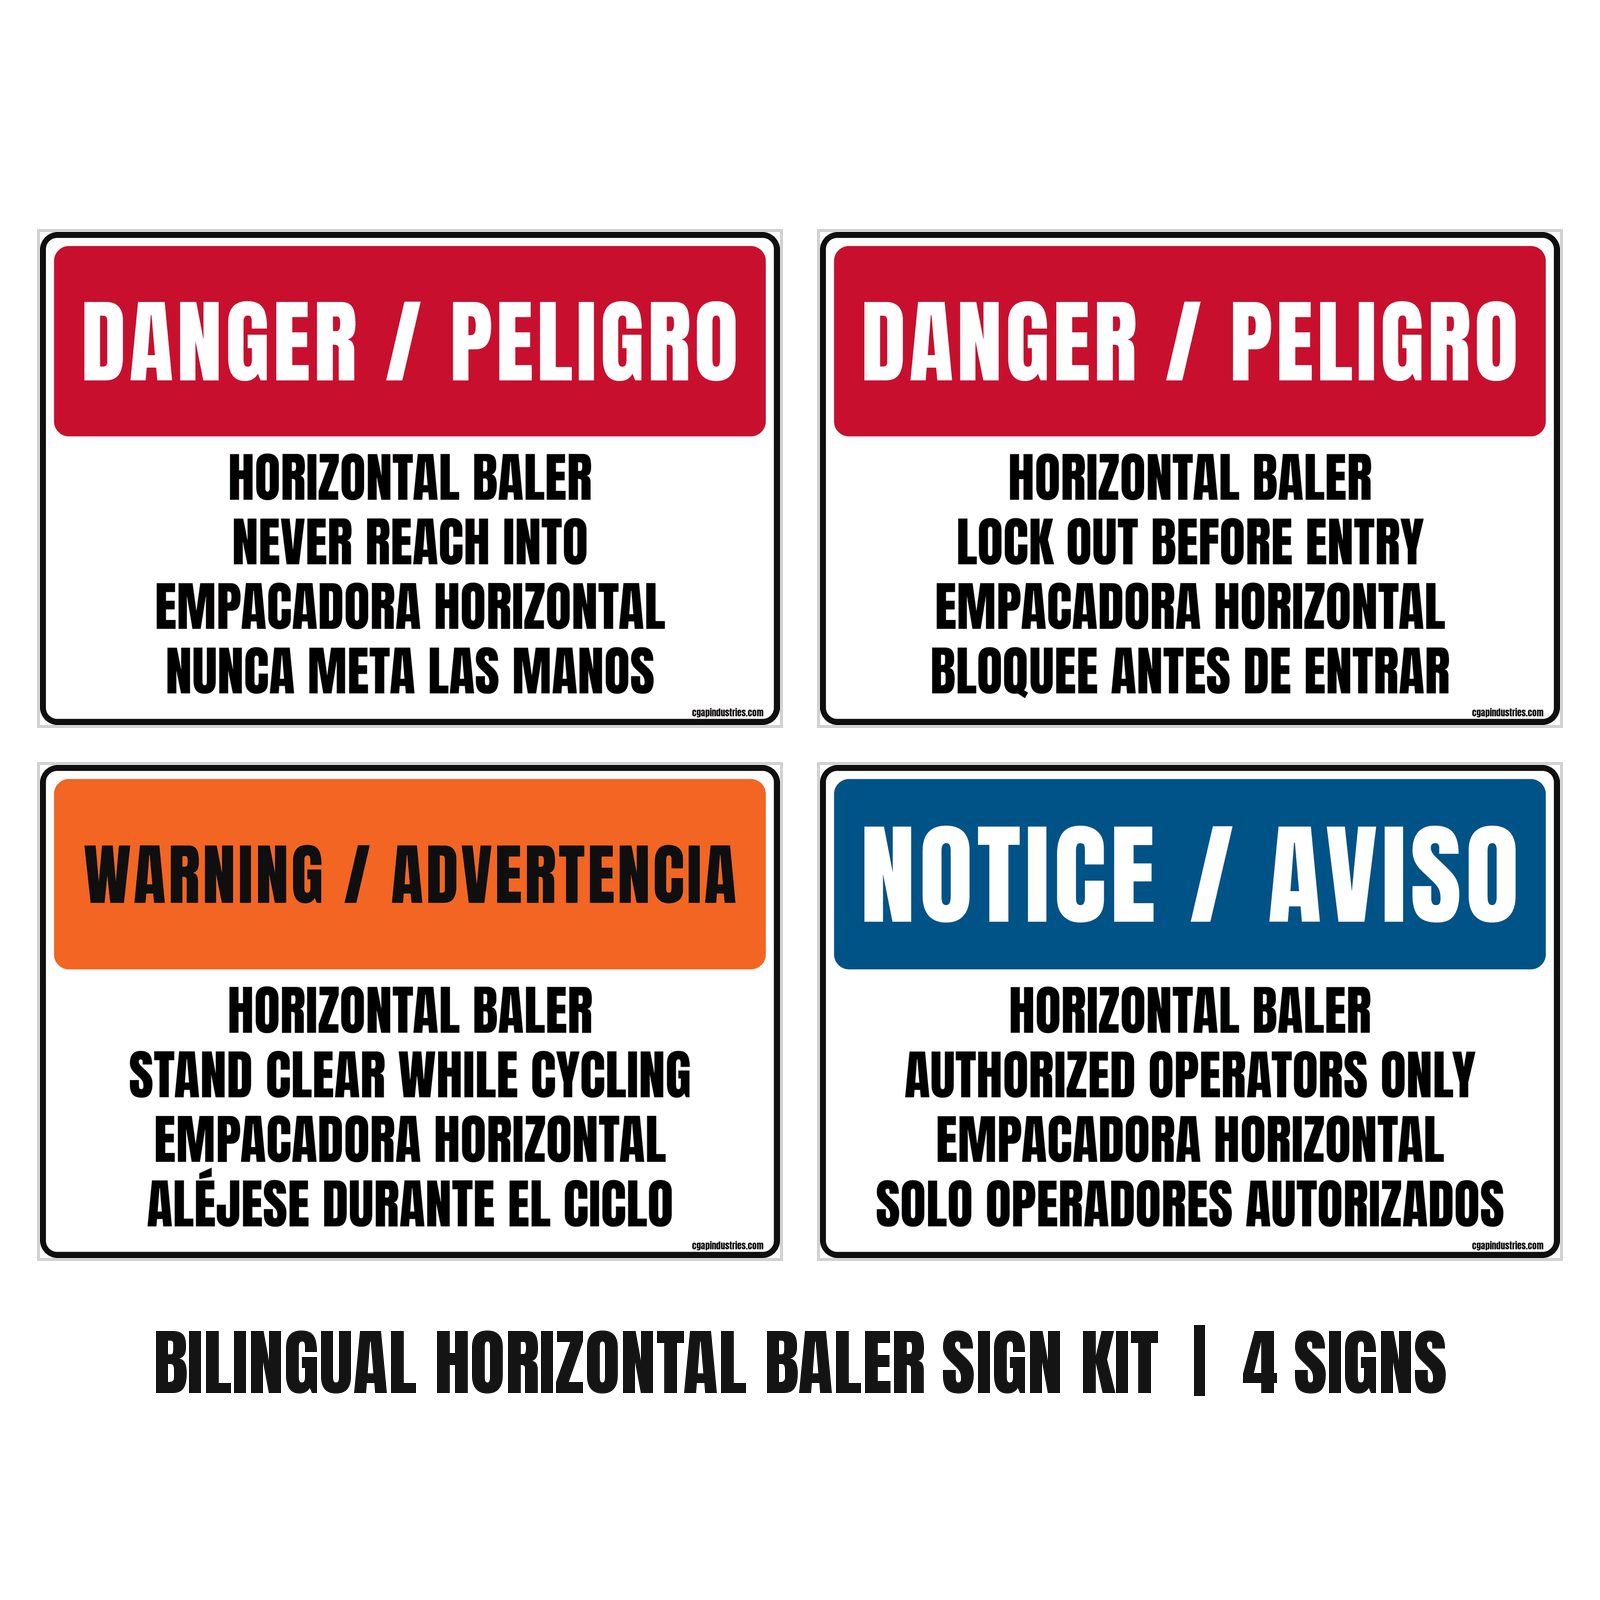 DANGER / PELIGRO
HORIZONTAL BALER
NEVER REACH INTO
EMPACADORA HORIZONTAL
NUNCA META LAS MANOS
cgapindustries.com
DANGER / PELIGRO
HORIZONTAL BALER
LOCK OUT BEFORE ENTRY
EMPACADORA HORIZONTAL
BLOQUEE ANTES DE ENTRAR
cgapindustries.com
WARNING / ADVERTENCIA
HORIZONTAL BALER
STAND CLEAR WHILE CYCLING
EMPACADORA HORIZONTAL
ALÉJESE DURANTE EL CICLO
cgapindustries.com
NOTICE / AVISO
HORIZONTAL BALER
AUTHORIZED OPERATORS ONLY
EMPACADORA HORIZONTAL
SOLO OPERADORES AUTORIZADOS
cgapindustries.com
BILINGUAL HORIZONTAL BALER SIGN KIT | 4 SIGNS